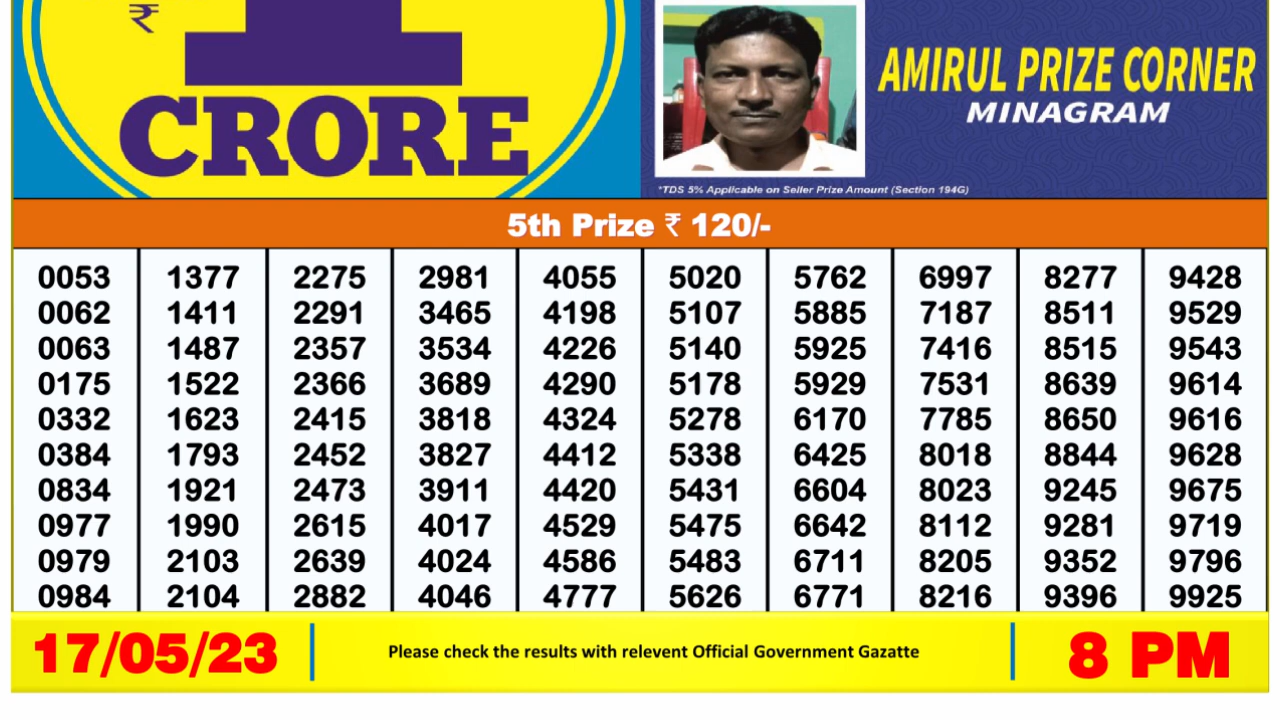 ₹ 1
CRORE
AMIRUL PRIZE CORNER
MINAGRAM
*TDS 5% Applicable on Seller Prize Amount (Section 194G)
5th Prize ₹ 120/-
0053 1377 2275 2981 4055 5020 5762 6997 8277 9428
0062 1411 2291 3465 4198 5107 5885 7187 8511 9529
0063 1487 2357 3534 4226 5140 5925 7416 8515 9543
0175 1522 2366 3689 4290 5178 5929 7531 8639 9614
0332 1623 2415 3818 4324 5278 6170 7785 8650 9616
0384 1793 2452 3827 4412 5338 6425 8018 8844 9628
0834 1921 2473 3911 4420 5431 6604 8023 9245 9675
0977 1990 2615 4017 4529 5475 6642 8112 9281 9719
0979 2103 2639 4024 4586 5483 6711 8205 9352 9796
0984 2104 2882 4046 4777 5626 6771 8216 9396 9925
17/05/23 Please check the results with relevent Official Government Gazatte 8 PM